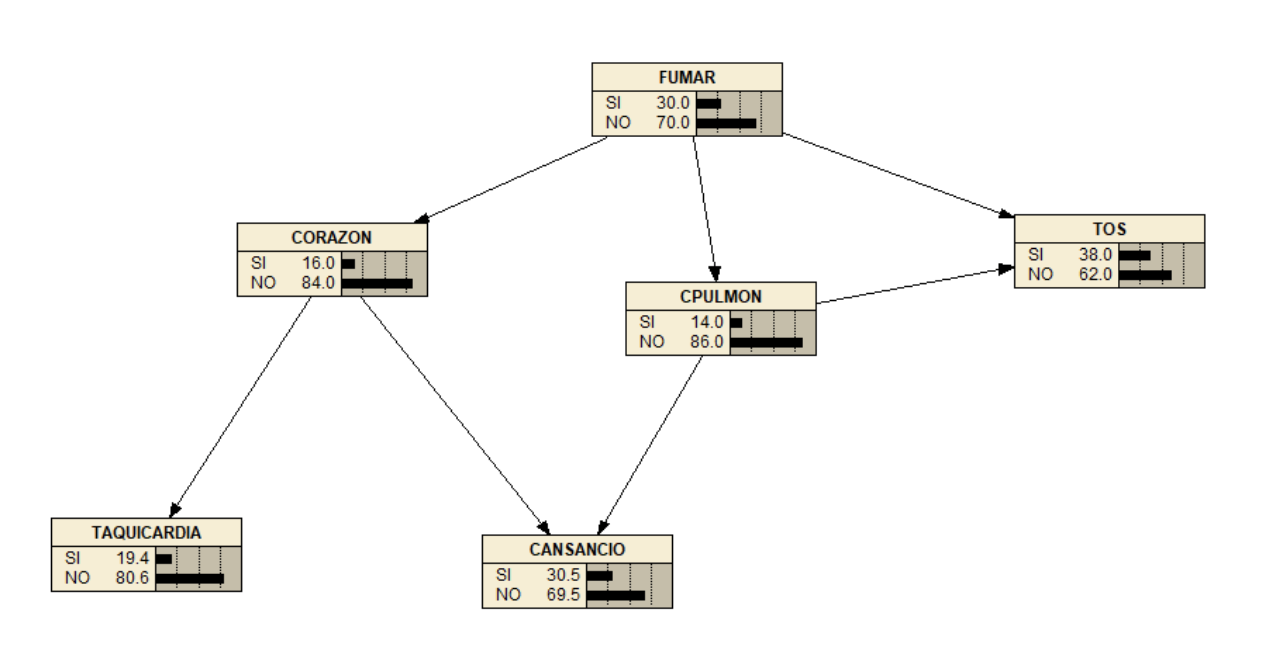 FUMAR
SI 30.0
NO 70.0
CORAZON
SI 16.0
NO 84.0
TOS
SI 38.0
NO 62.0
CPULMON
SI 14.0
NO 86.0
TAQUICARDIA
SI 19.4
NO 80.6
CANSANCIO
SI 30.5
NO 69.5